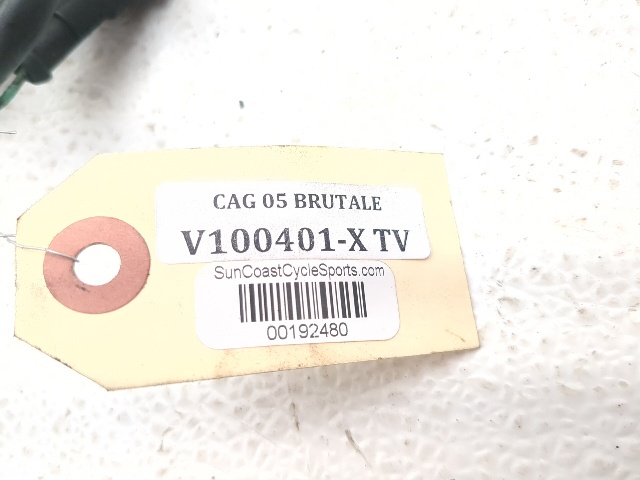 CAG 05 BRUTALE
V100401-X TV
SunCoastCycleSports.com
00192480